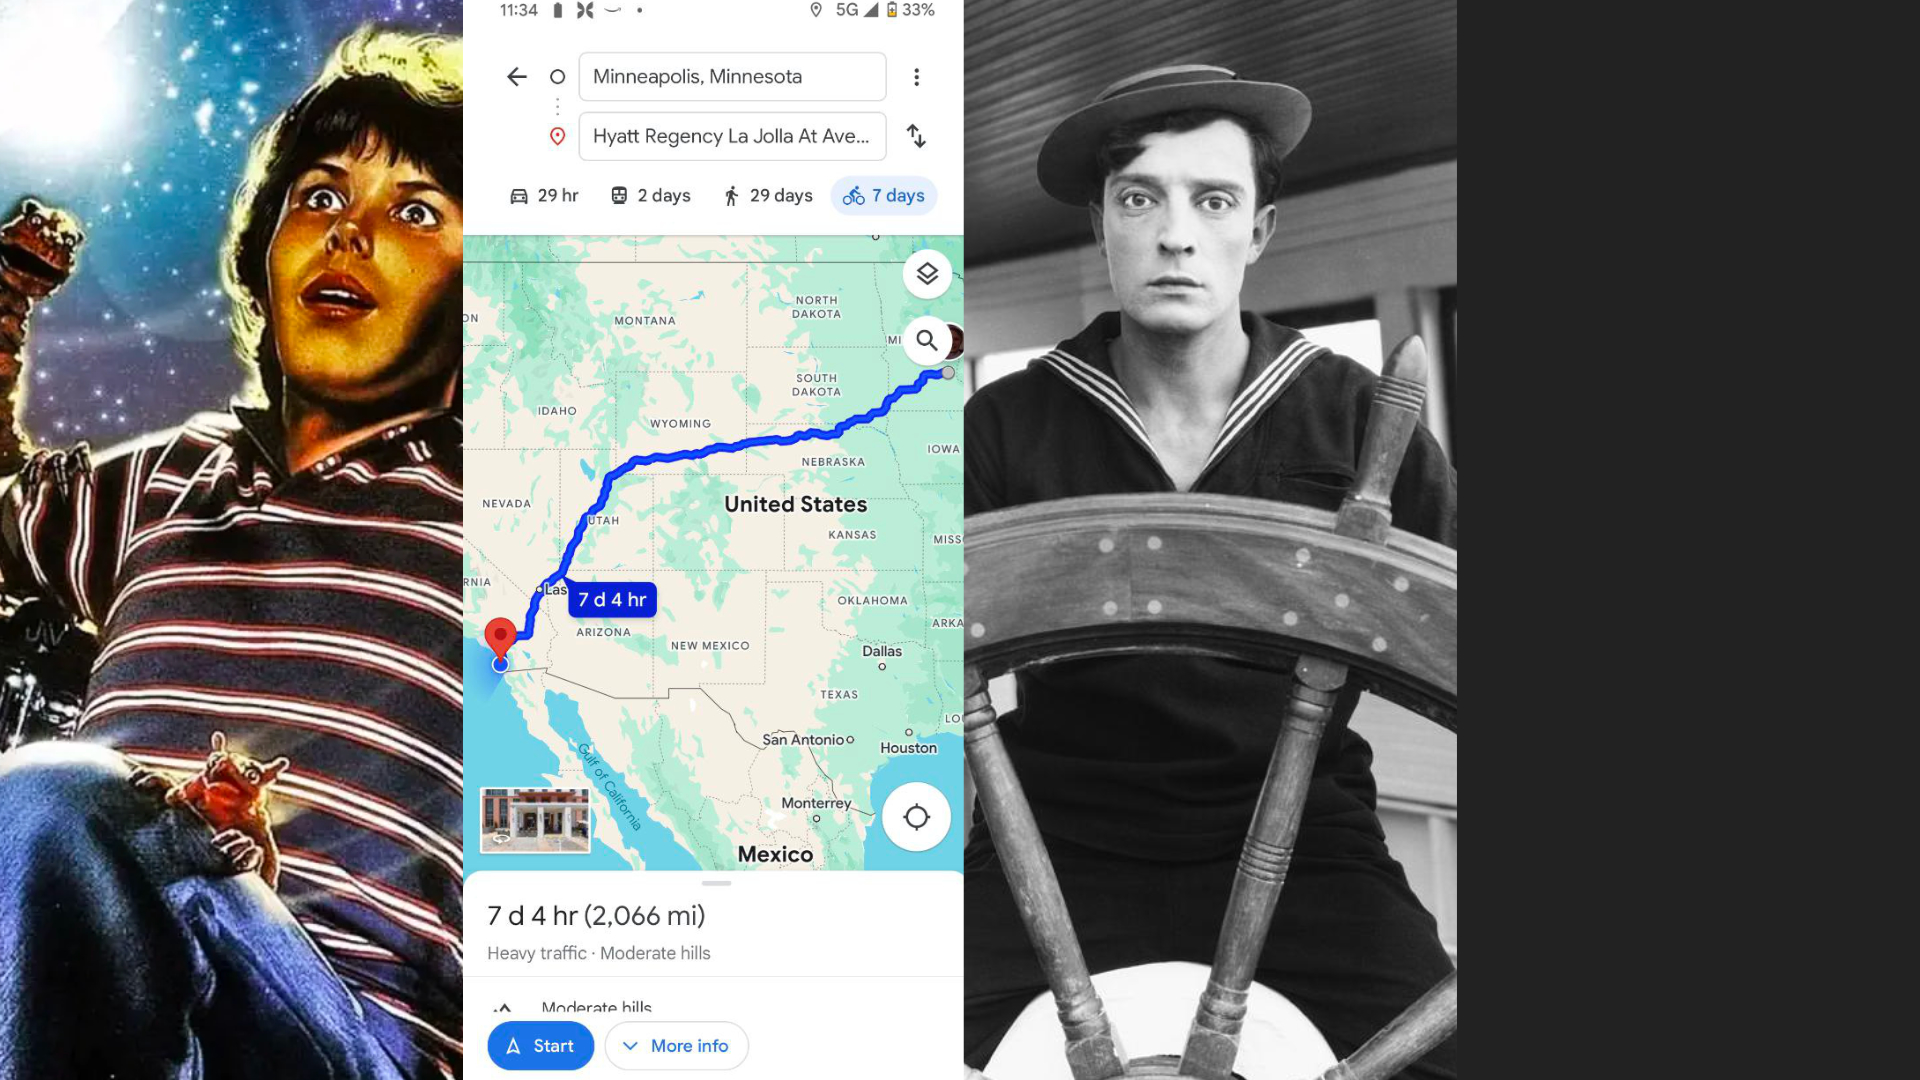 11:34
5G 33%
Minneapolis, Minnesota
Hyatt Regency La Jolla At Ave...
29 hr 2 days 29 days 7 days
NORTH
DAKOTA
ON
MONTANA
MI
SOUTH
DAKOTA
IDAHO
WYOMING
IOWA
NEBRASKA
NEVADA
United States
UTAH
KANSAS
MISSO
RNIA
Las
7 d 4 hr
OKLAHOMA
ARIZONA
ARKA
NEW MEXICO
Dallas
TEXAS
LOU
San Antonio
Houston
Gulf of California
Monterrey
Mexico
7 d 4 hr (2,066 mi)
Heavy traffic · Moderate hills
Moderate hills
Start More info